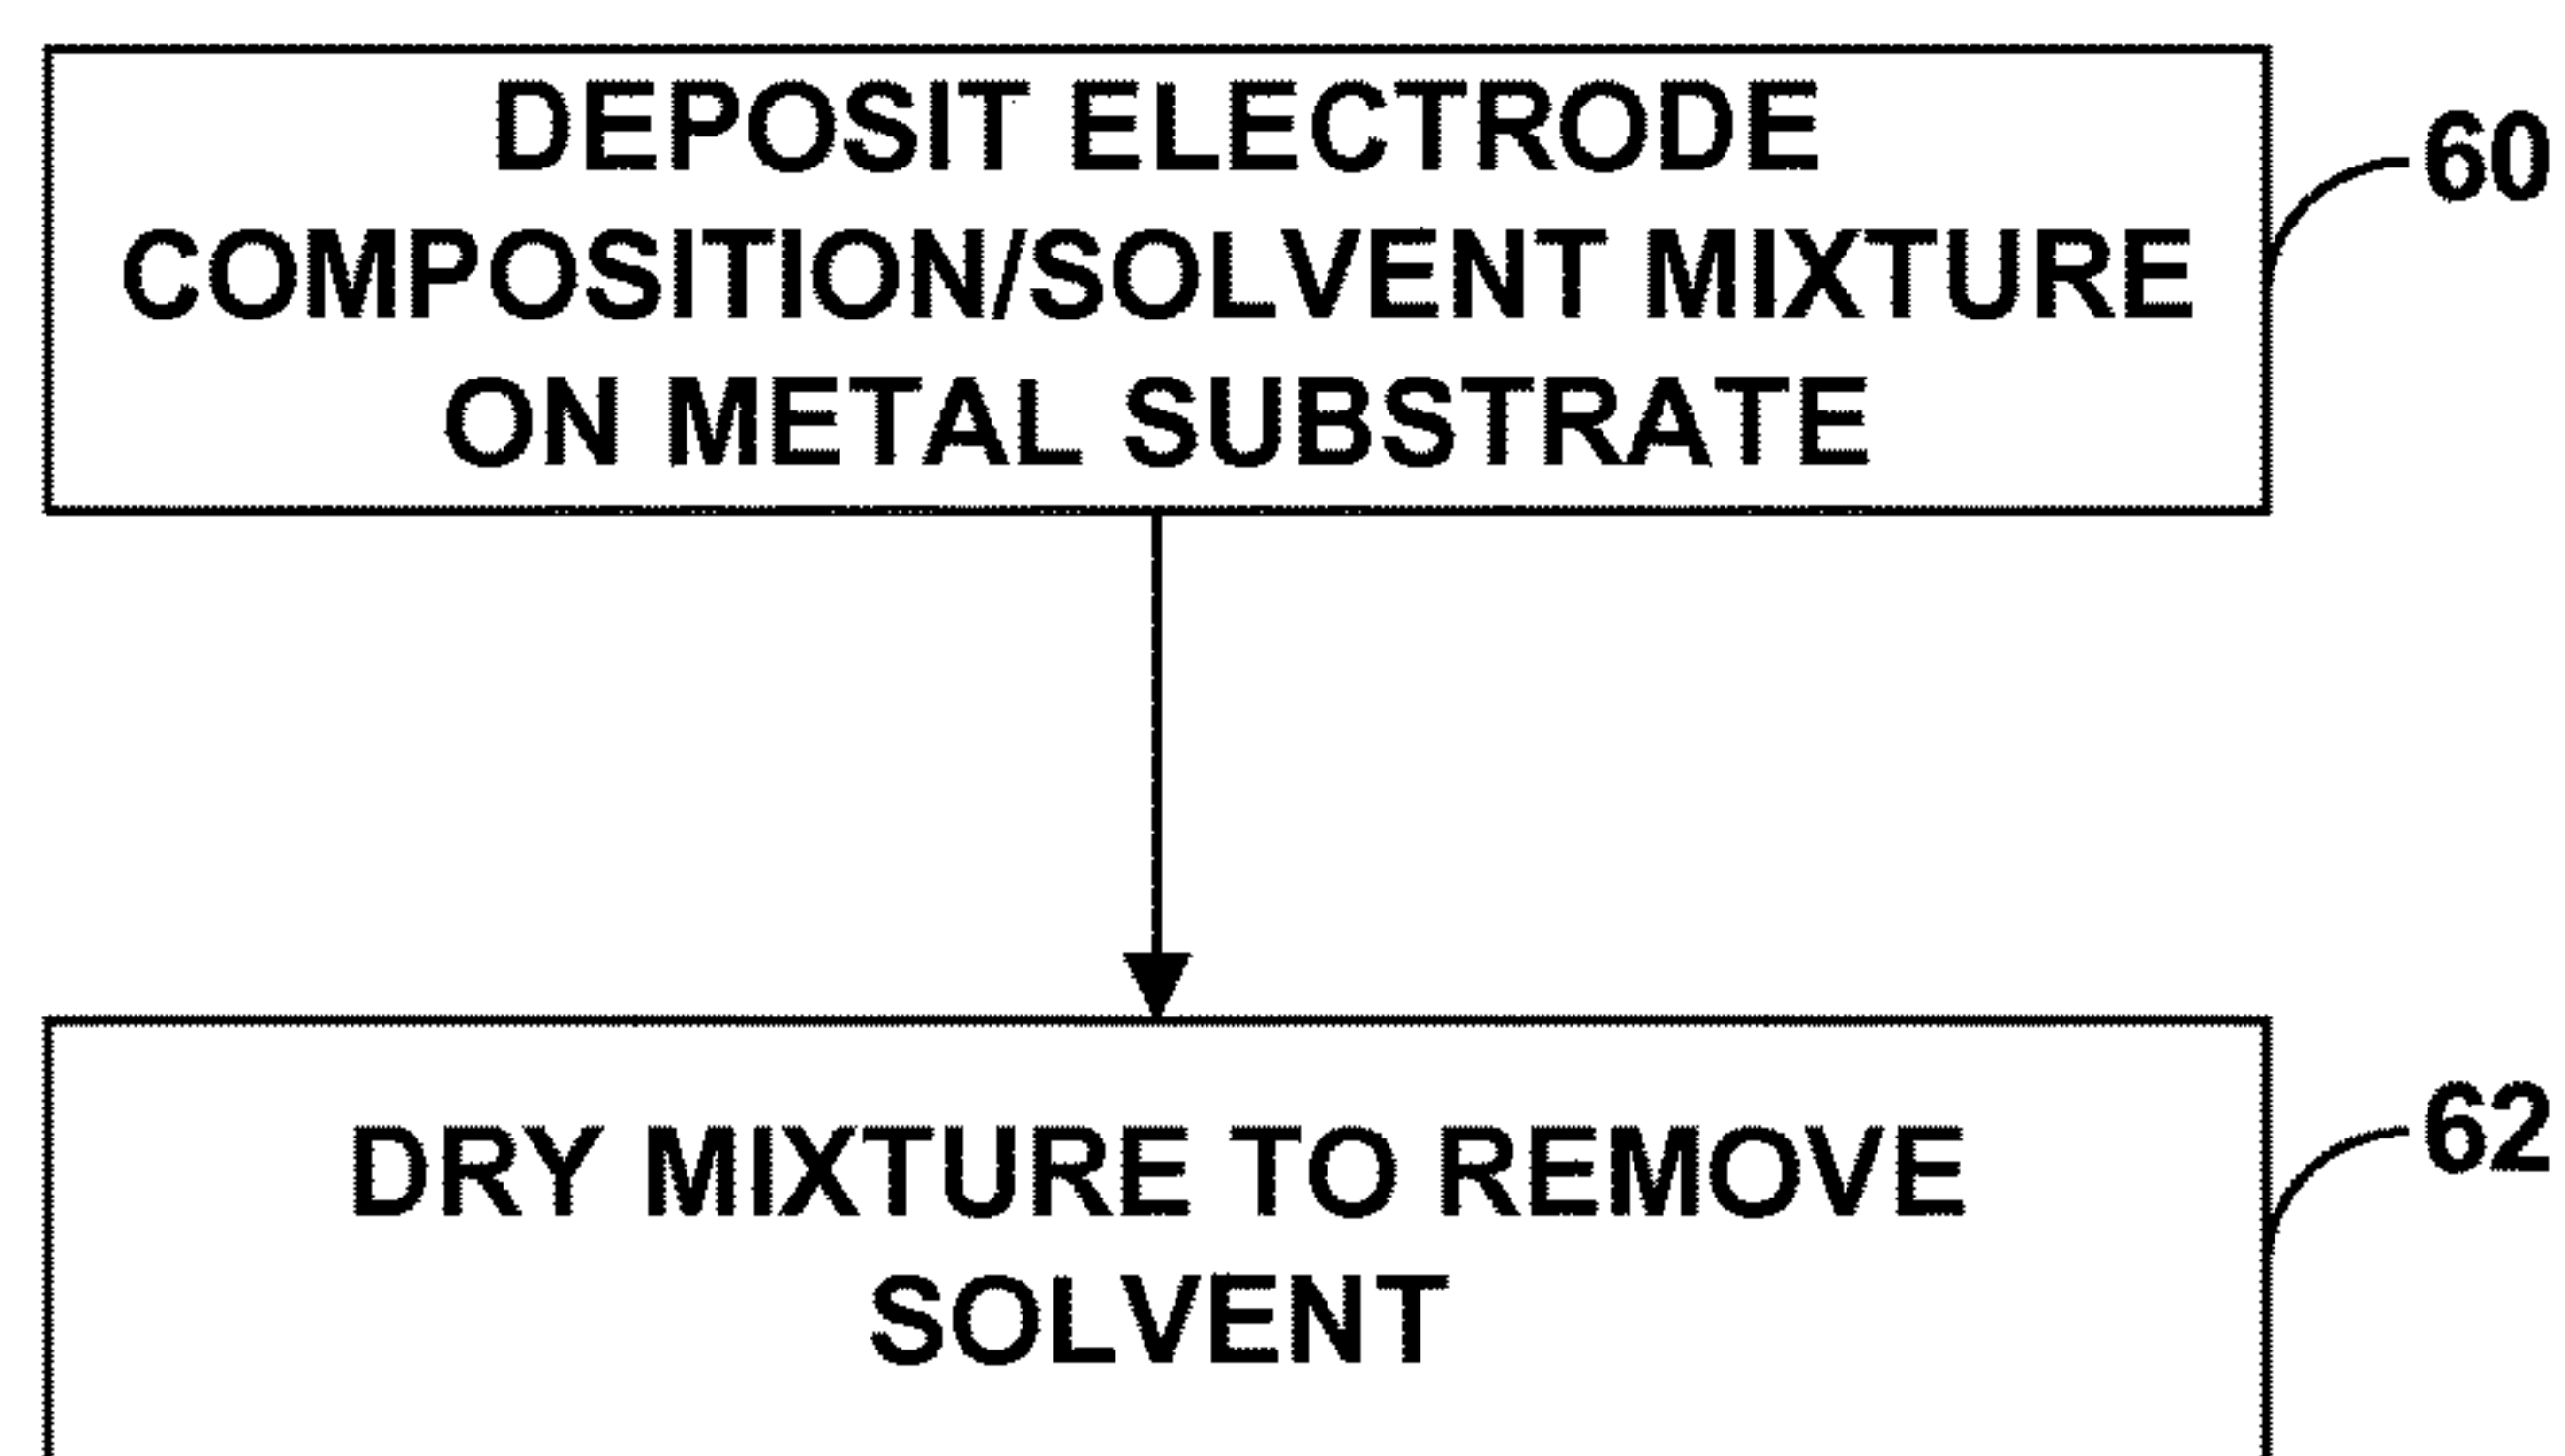 DEPOSIT ELECTRODE
COMPOSITION/SOLVENT MIXTURE
ON METAL SUBSTRATE
60
DRY MIXTURE TO REMOVE
SOLVENT
62